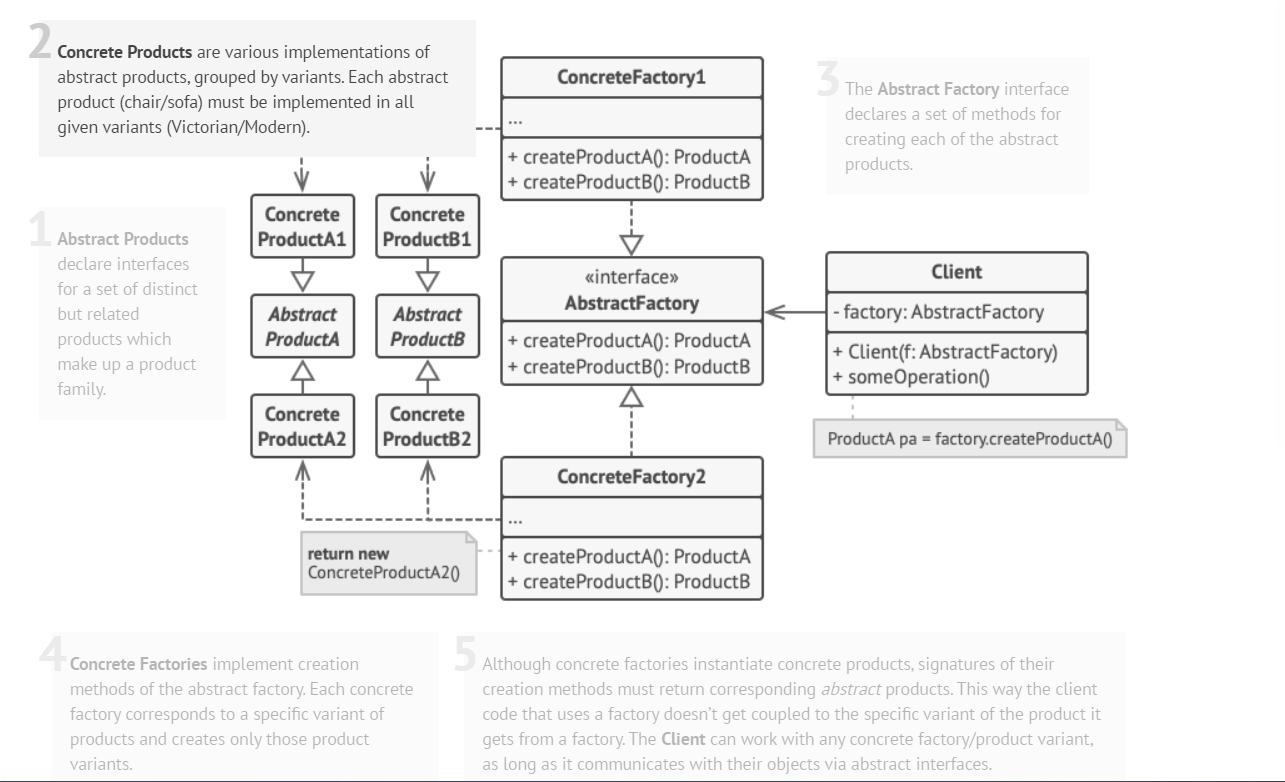 2
Concrete Products are various implementations of
abstract products, grouped by variants. Each abstract
product (chair/sofa) must be implemented in all
given variants (Victorian/Modern).
ConcreteFactory1
...
+ createProductA(): ProductA
+ createProductB(): ProductB
3
The Abstract Factory interface
declares a set of methods for
creating each of the abstract
products.
1
Abstract Products
declare interfaces
for a set of distinct
but related
products which
make up a product
family.
Concrete
ProductA1
Concrete
ProductB1
Abstract
ProductA
Abstract
ProductB
Concrete
ProductA2
Concrete
ProductB2
«interface»
AbstractFactory
+ createProductA(): ProductA
+ createProductB(): ProductB
Client
- factory: AbstractFactory
+ Client(f: AbstractFactory)
+ someOperation()
ProductA pa = factory.createProductA()
ConcreteFactory2
...
+ createProductA(): ProductA
+ createProductB(): ProductB
return new
ConcreteProductA2()
4
Concrete Factories implement creation
methods of the abstract factory. Each concrete
factory corresponds to a specific variant of
products and creates only those product
variants.
5
Although concrete factories instantiate concrete products, signatures of their
creation methods must return corresponding abstract products. This way the client
code that uses a factory doesn't get coupled to the specific variant of the product it
gets from a factory. The Client can work with any concrete factory/product variant,
as long as it communicates with their objects via abstract interfaces.